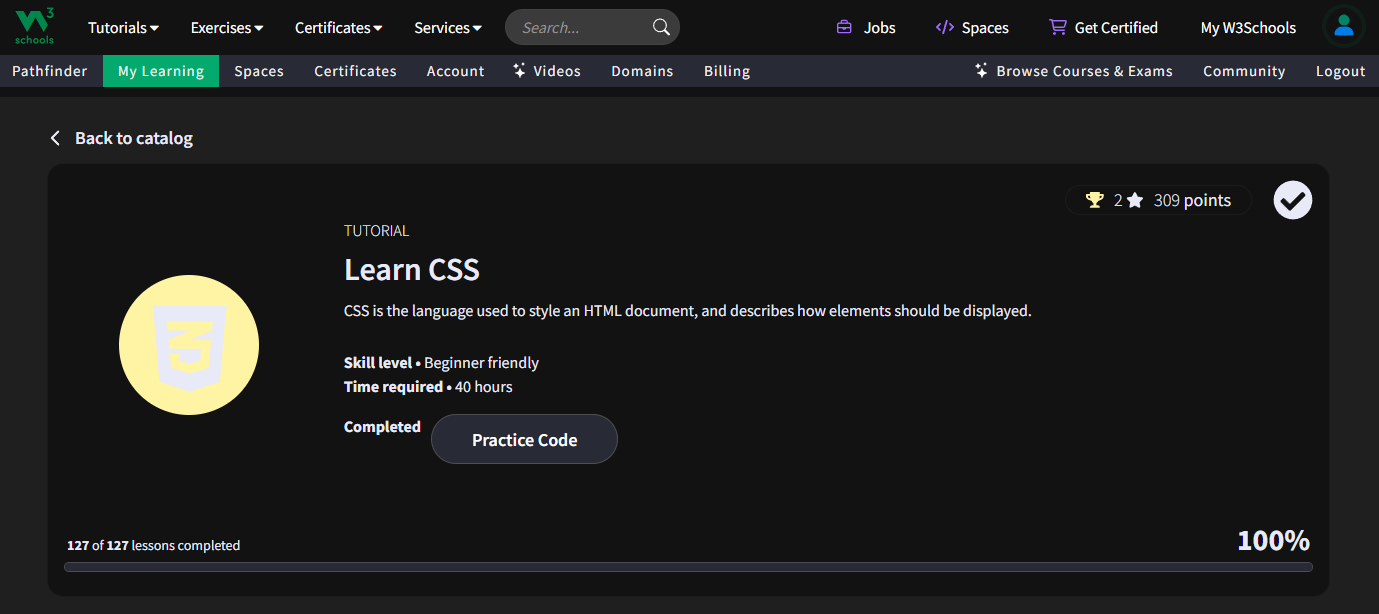 3
schools
Tutorials Exercises Certificates Services Search... Jobs Spaces Get Certified My W3Schools
Pathfinder My Learning Spaces Certificates Account Videos Domains Billing Browse Courses & Exams Community Logout
Back to catalog
2 309 points
TUTORIAL
Learn CSS
CSS is the language used to style an HTML document, and describes how elements should be displayed.
Skill level • Beginner friendly
Time required • 40 hours
Completed Practice Code
127 of 127 lessons completed 100%